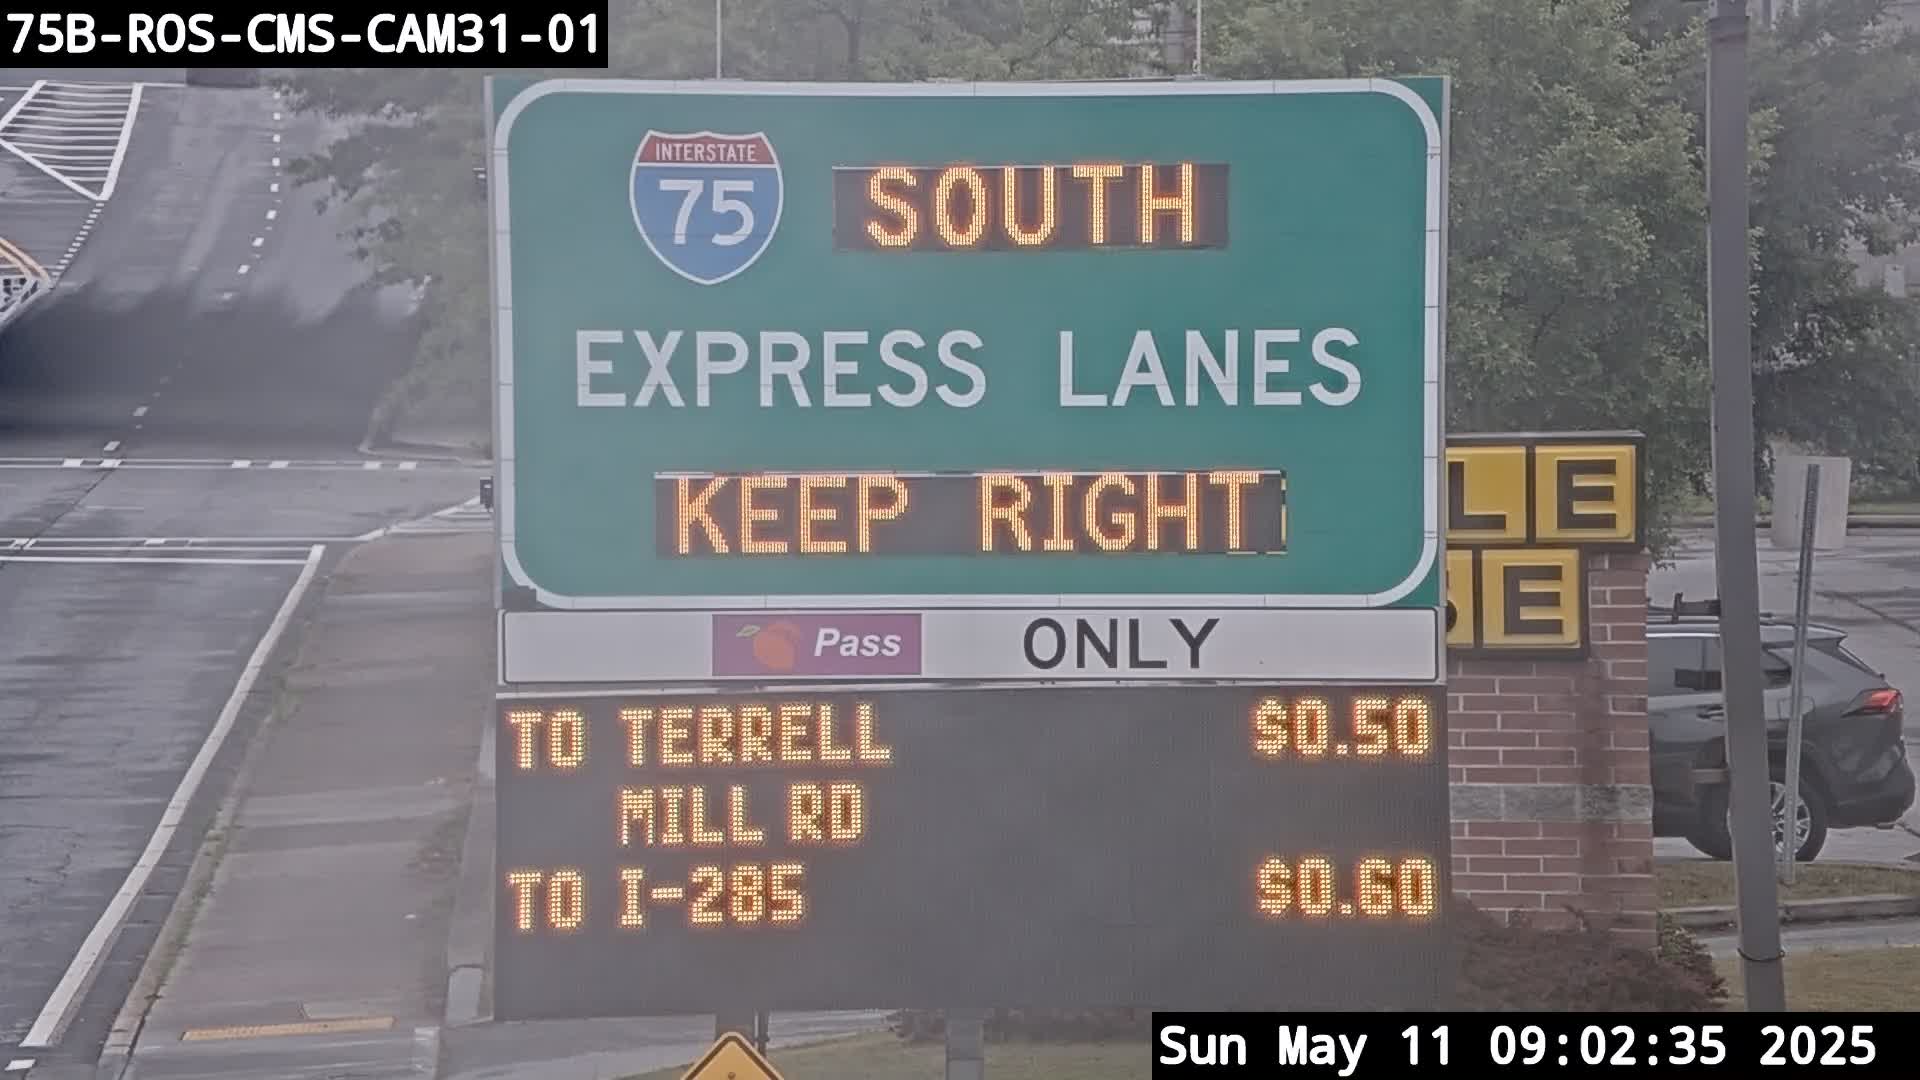 75B-ROS-CMS-CAM31-01
INTERSTATE
75
SOUTH
EXPRESS LANES
KEEP RIGHT
Pass ONLY
TO TERRELL $0.50
MILL RD
TO I-285 $0.60
LE
E
Sun May 11 09:02:35 2025